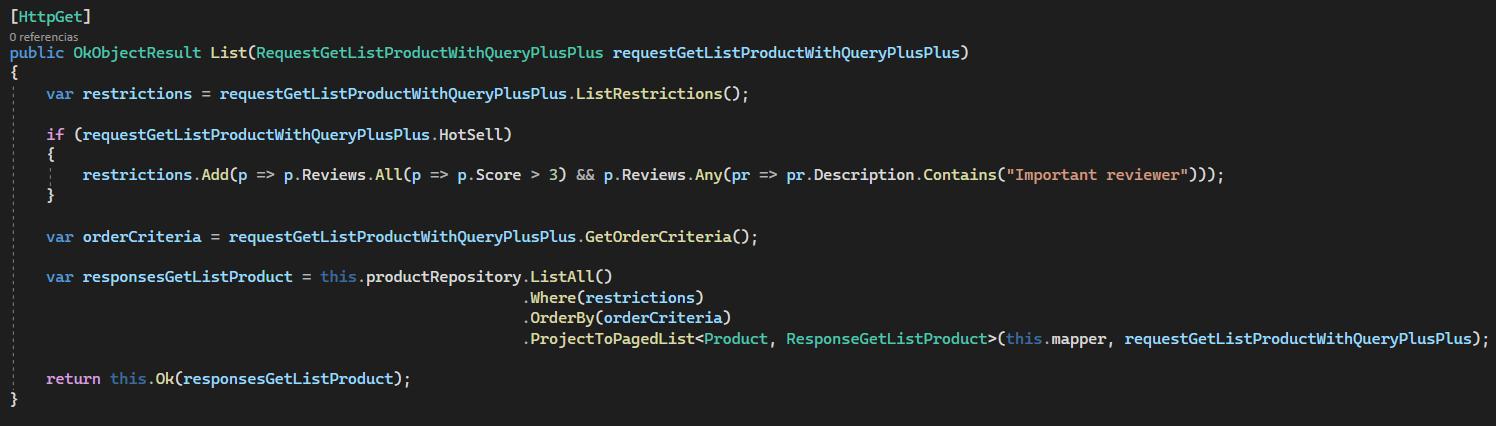 [HttpGet]
0 referencias
public OkObjectResult List(RequestGetListProductWithQueryPlusPlus requestGetListProductWithQueryPlusPlus)
{
var restrictions = requestGetListProductWithQueryPlusPlus.ListRestrictions();
if (requestGetListProductWithQueryPlusPlus.HotSell)
{
restrictions.Add(p => p.Reviews.All(p => p.Score > 3) && p.Reviews.Any(pr => pr.Description.Contains("Important reviewer")));
}
var orderCriteria = requestGetListProductWithQueryPlusPlus.GetOrderCriteria();
var responsesGetListProduct = this.productRepository.ListAll()
.Where(restrictions)
.OrderBy(orderCriteria)
.ProjectToPagedList<Product, ResponseGetListProduct>(this.mapper, requestGetListProductWithQueryPlusPlus);
return this.Ok(responsesGetListProduct);
}